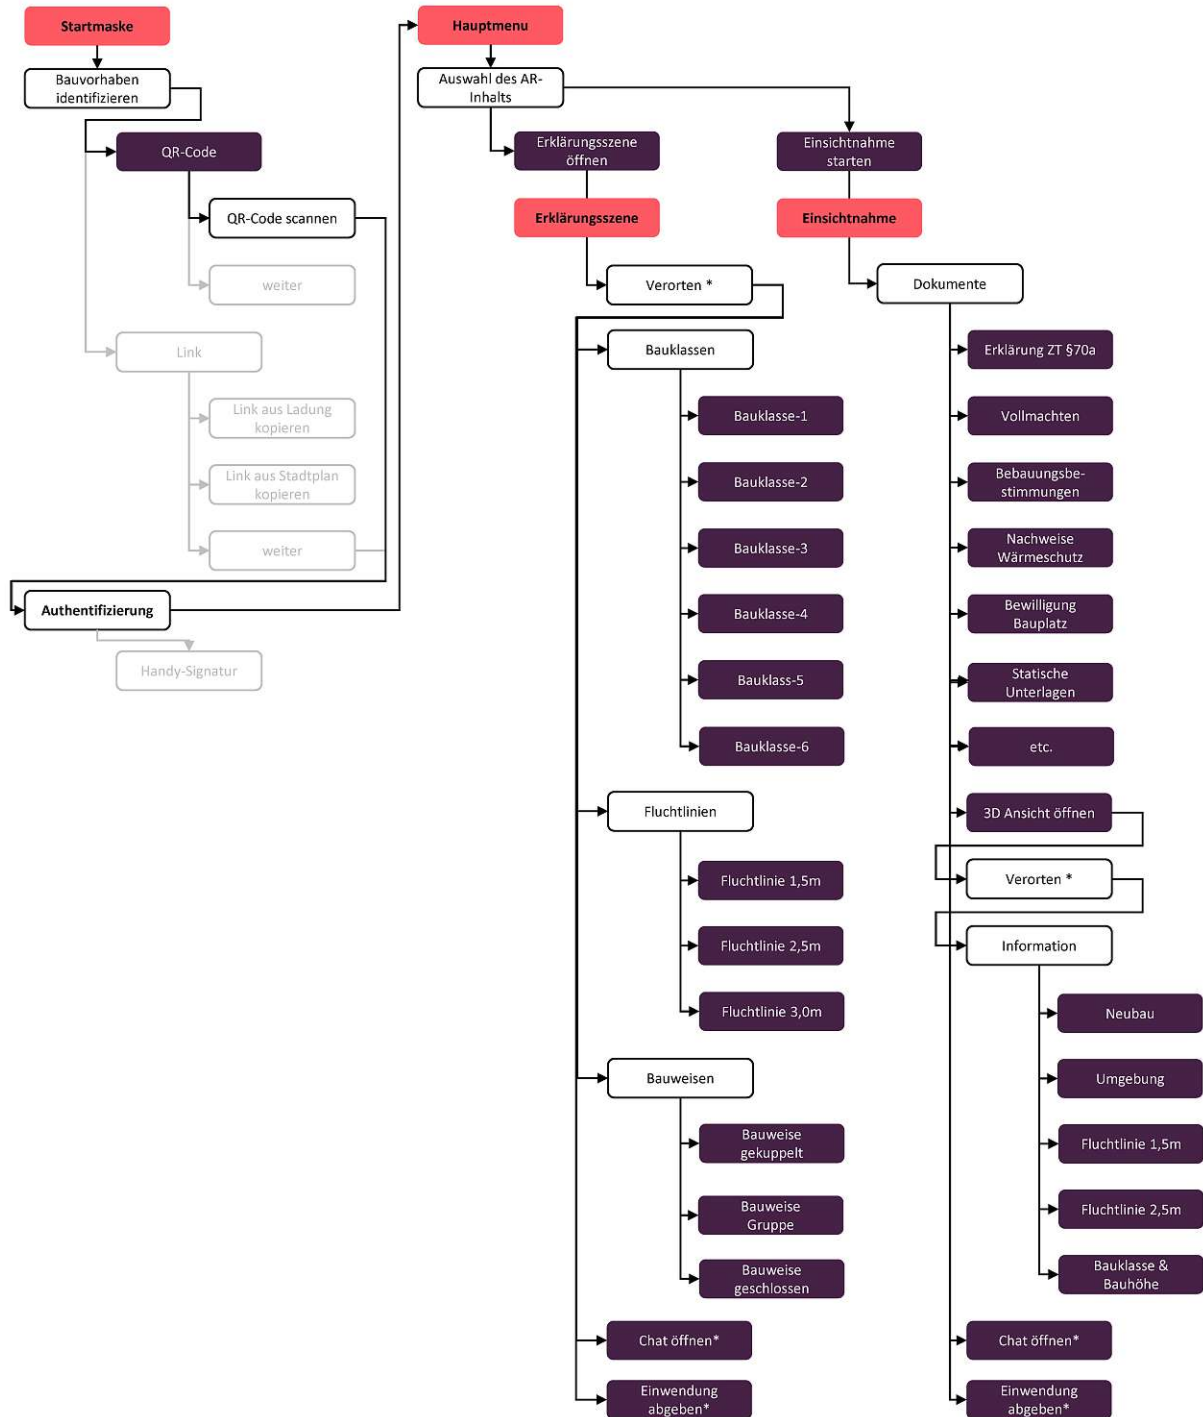 Startmaske
Bauvorhaben
identifizieren
QR-Code
QR-Code scannen
weiter
Link
Link aus Ladung
kopieren
Link aus Stadtplan
kopieren
weiter
Authentifizierung
Handy-Signatur
Hauptmenu
Auswahl des AR-
Inhalts
Erklärungsszene
öffnen
Erklärungsszene
Verorten *
Bauklassen
Bauklasse-1
Bauklasse-2
Bauklasse-3
Bauklasse-4
Bauklass-5
Bauklasse-6
Fluchtlinien
Fluchtlinie 1,5m
Fluchtlinie 2,5m
Fluchtlinie 3,0m
Bauweisen
Bauweise
gekuppelt
Bauweise
Gruppe
Bauweise
geschlossen
Chat öffnen*
Einwendung
abgeben*
Einsichtnahme
starten
Einsichtnahme
Dokumente
Erklärung ZT §70a
Vollmachten
Bebauungsbe-
stimmungen
Nachweise
Wärmeschutz
Bewilligung
Bauplatz
Statische
Unterlagen
etc.
3D Ansicht öffnen
Verorten *
Information
Neubau
Umgebung
Fluchtlinie 1,5m
Fluchtlinie 2,5m
Bauklasse &
Bauhöhe
Chat öffnen*
Einwendung
abgeben*